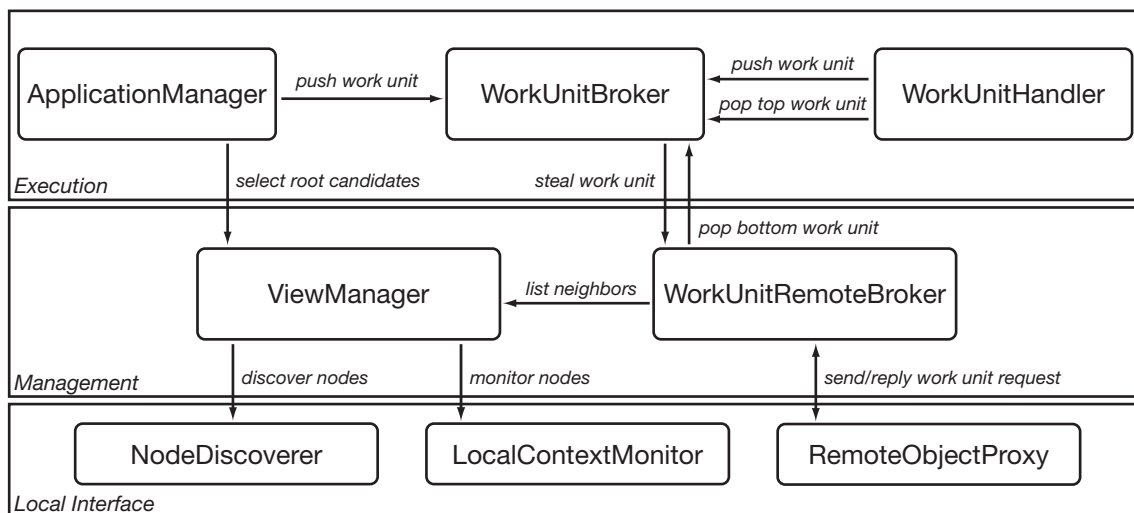 push work unit
ApplicationManager
push work unit
WorkUnitBroker
WorkUnitHandler
pop top work unit
Execution
select root candidates
steal work unit
pop bottom work unit
ViewManager
list neighbors
WorkUnitRemoteBroker
Management
discover nodes
monitor nodes
send/reply work unit request
NodeDiscoverer
LocalContextMonitor
RemoteObjectProxy
Local Interface